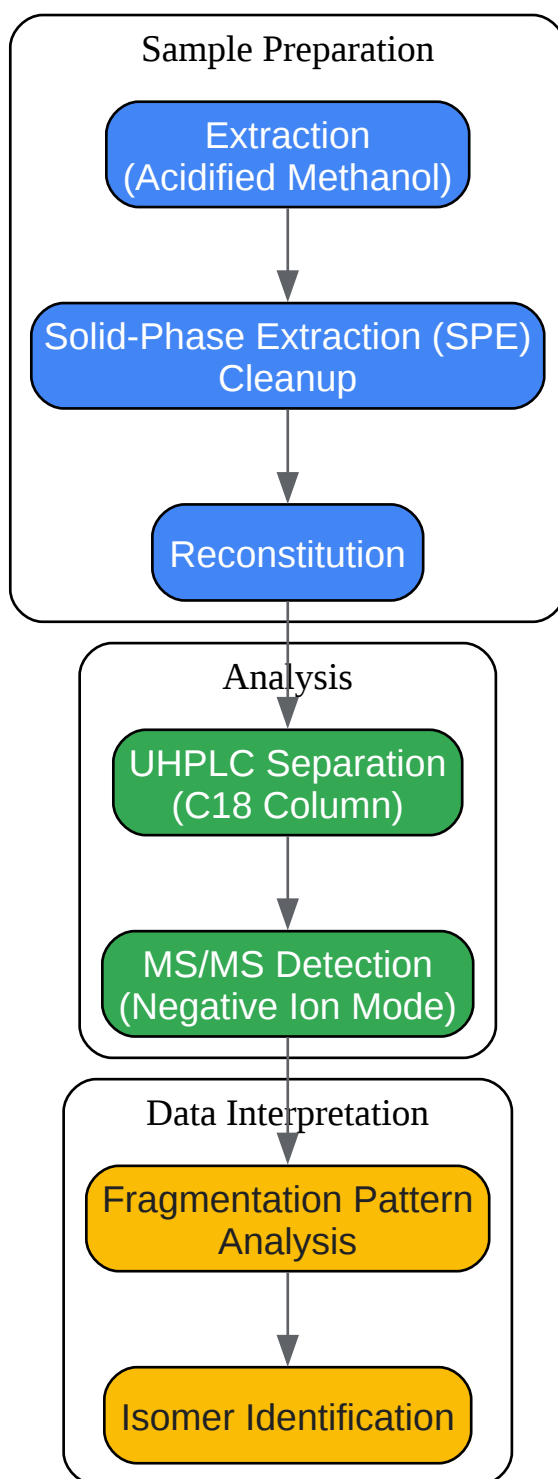 Sample Preparation
Extraction
(Acidified Methanol)
Solid-Phase Extraction (SPE)
Cleanup
Reconstitution
Analysis
UHPLC Separation
(C18 Column)
MS/MS Detection
(Negative Ion Mode)
Data Interpretation
Fragmentation Pattern
Analysis
Isomer Identification